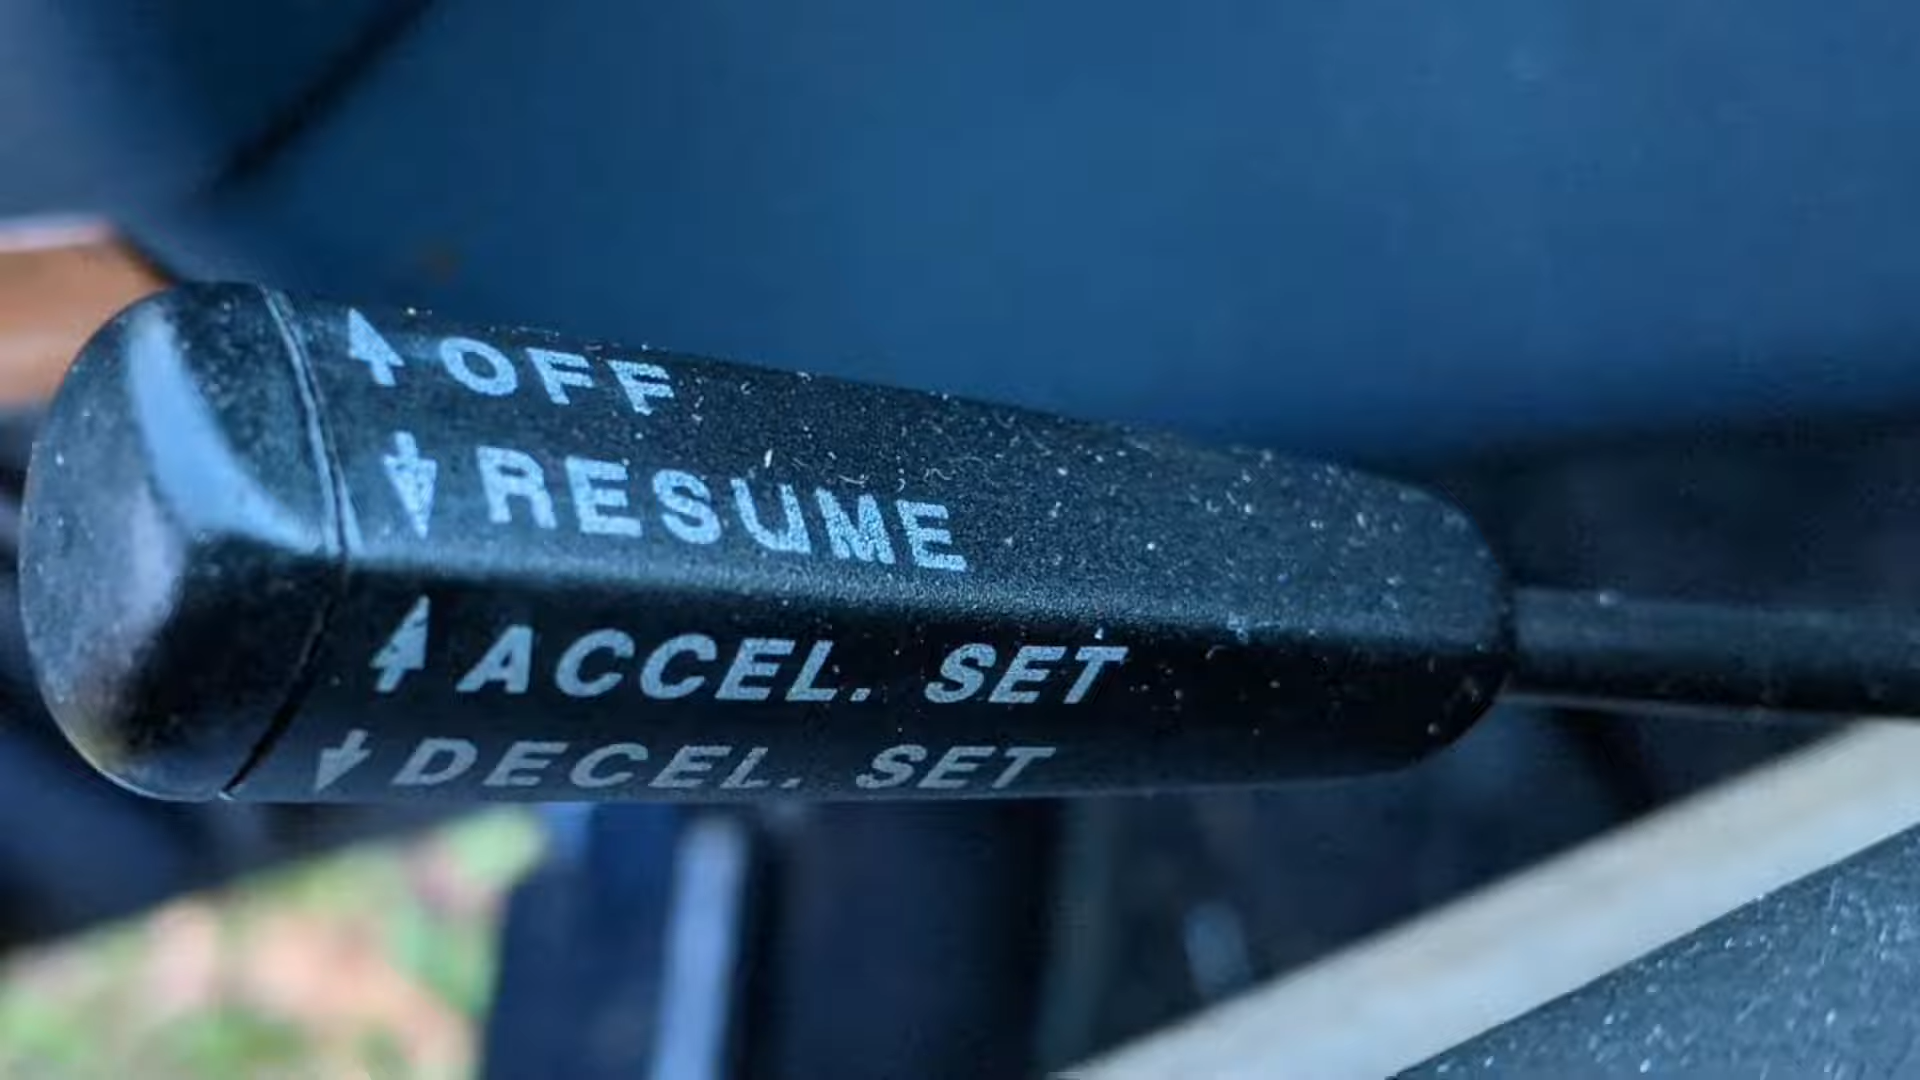 ↑ OFF
↓ RESUME
↑ ACCEL. SET
↓ DECEL. SET